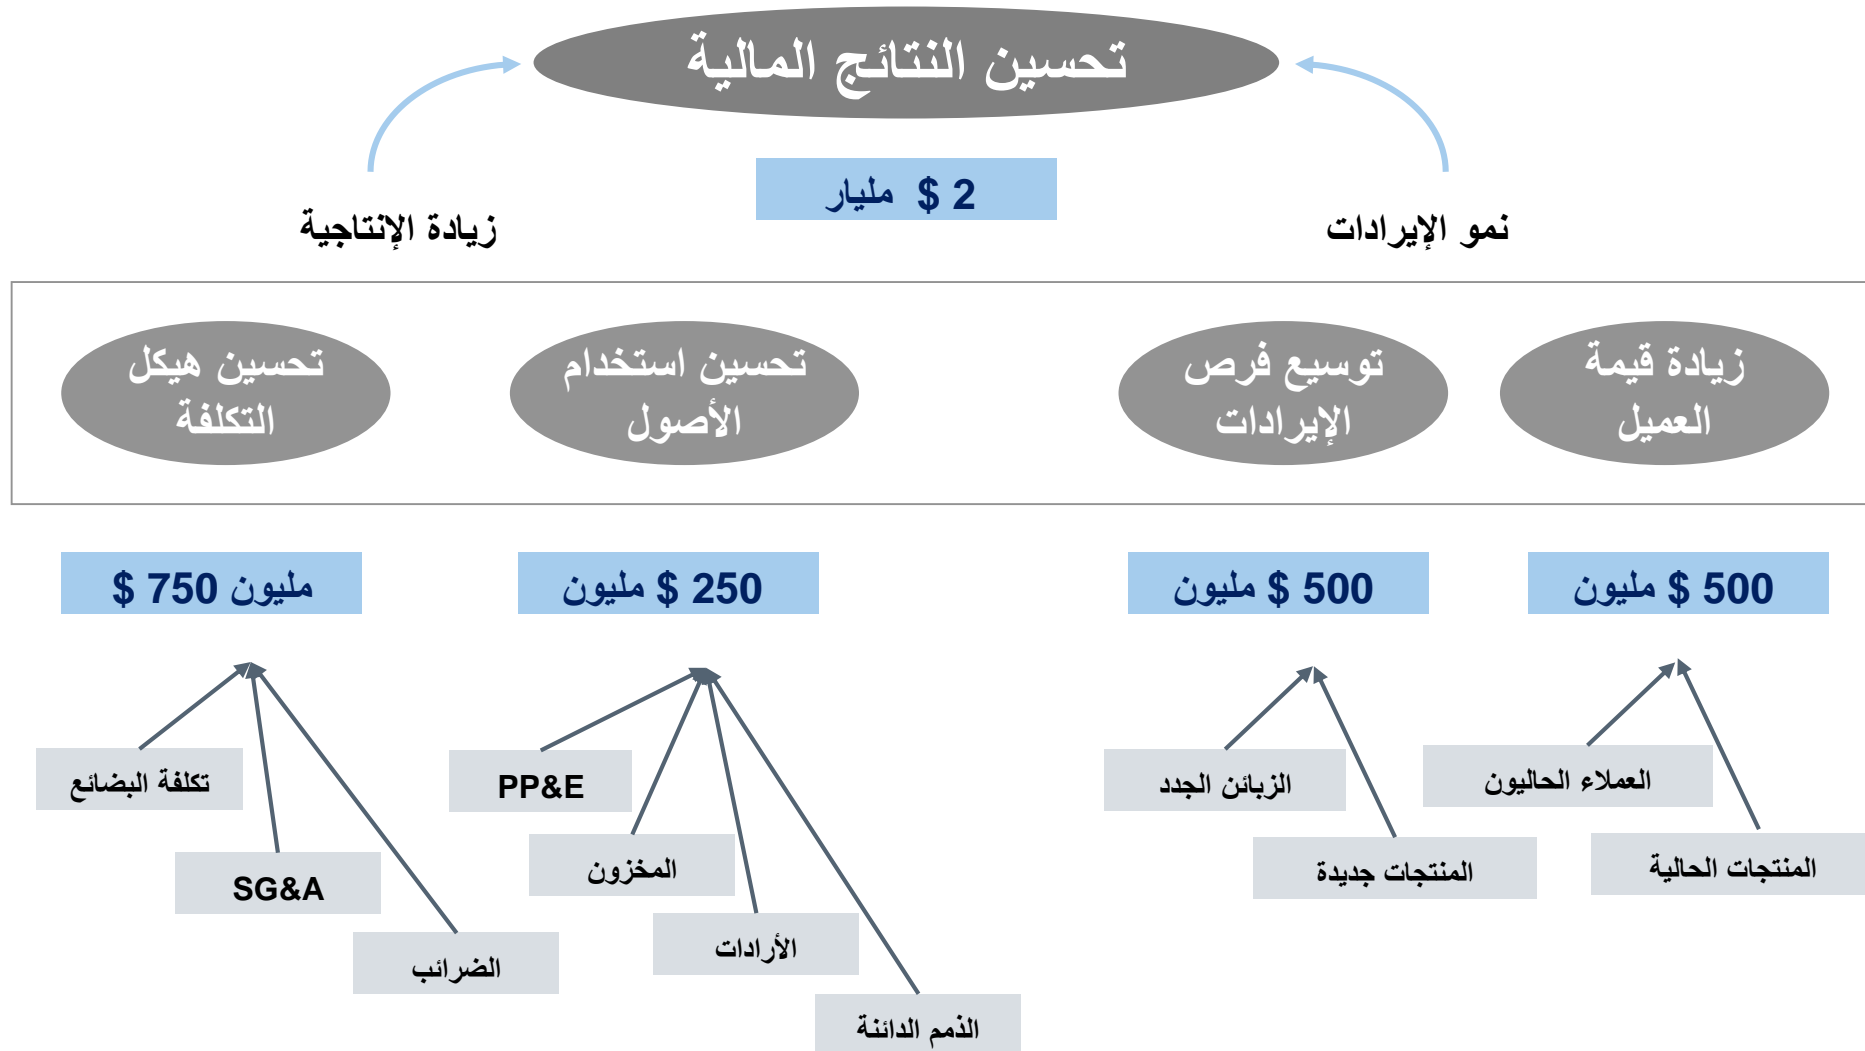 تحسين النتائج المالية
2 $ مليار
نمو الإيرادات
زيادة الإنتاجية
زيادة قيمة
العميل
توسيع فرص
الإيرادات
تحسين استخدام
الأصول
تحسين هيكل
التكلفة
500 $ مليون
500 $ مليون
250 $ مليون
مليون 750 $
العملاء الحاليون
المنتجات الحالية
الزبائن الجدد
المنتجات جديدة
PP&E
المخزون
الأرادات
الذمم الدائنة
تكلفة البضائع
SG&A
الضرائب